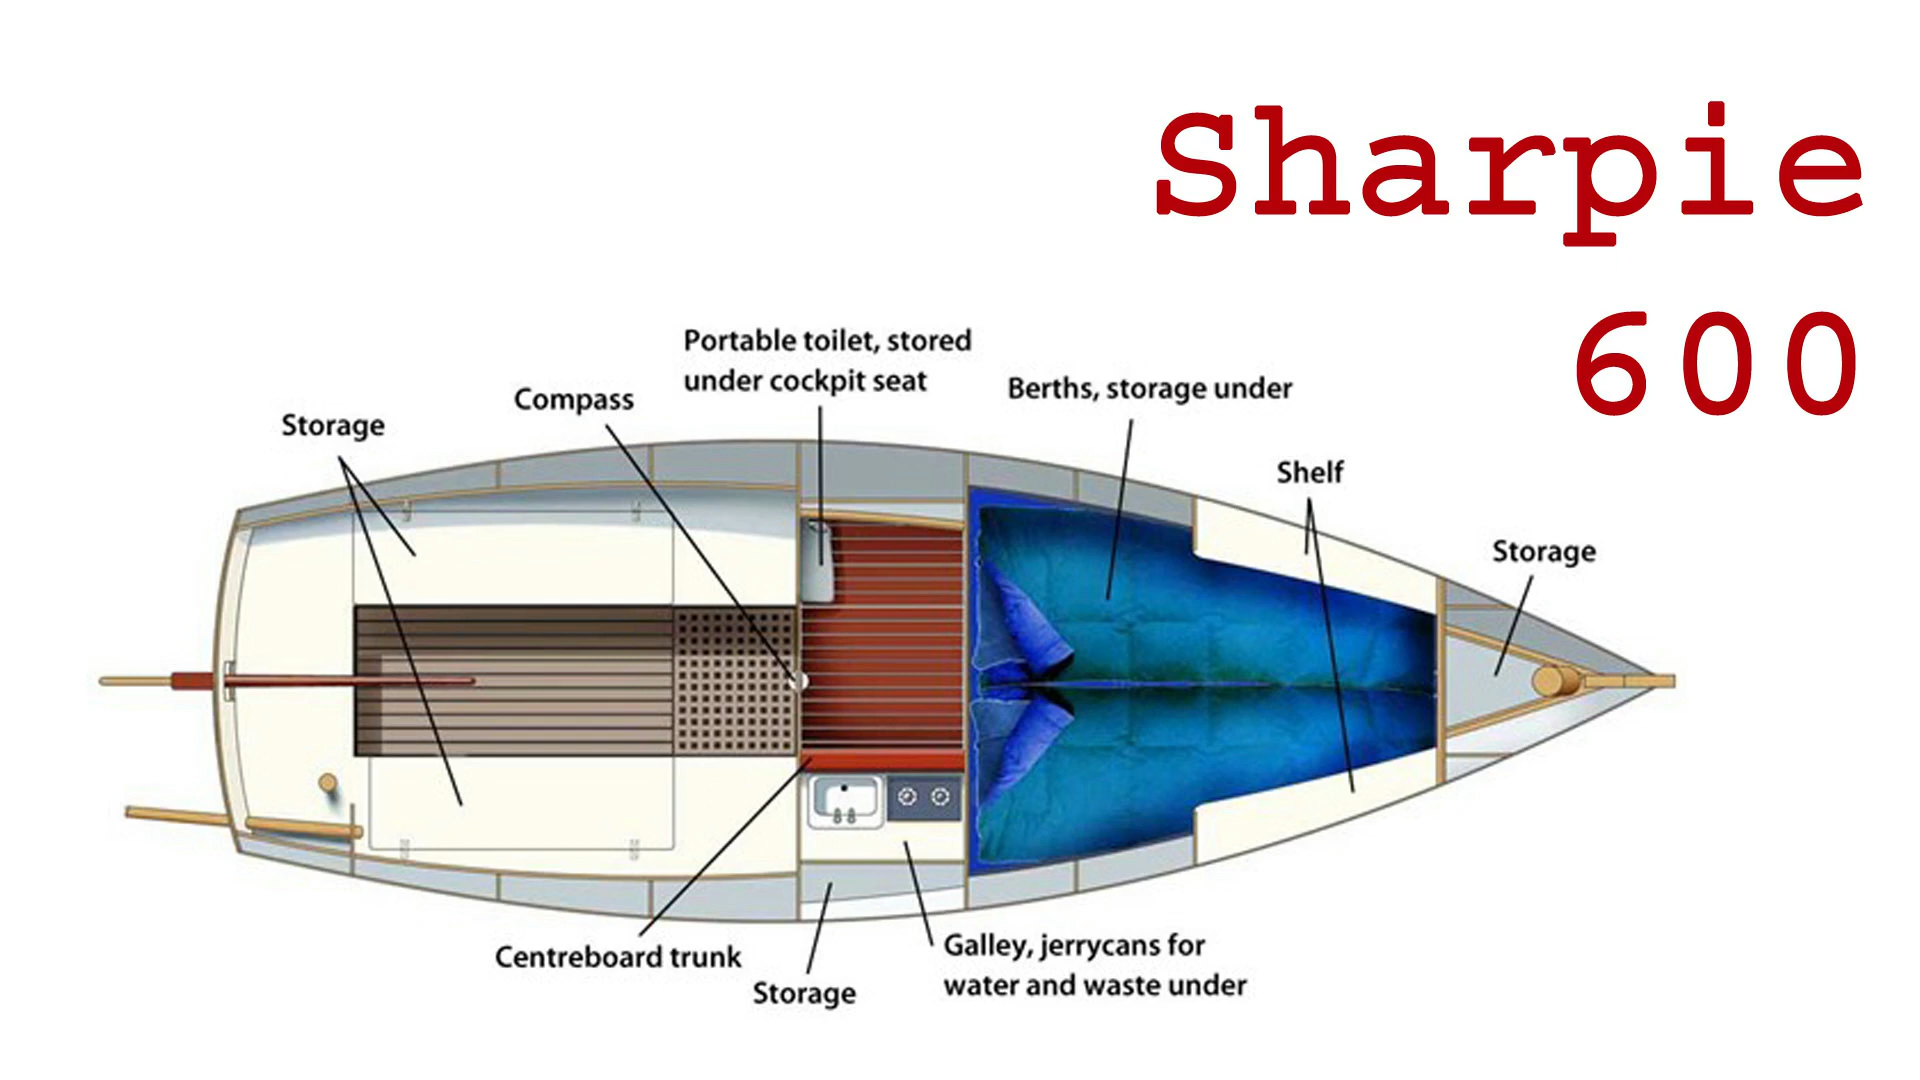 Sharpie
600
Portable toilet, stored
under cockpit seat
Compass
Berths, storage under
Storage
Shelf
Storage
Centreboard trunk
Storage
Galley, jerrycans for
water and waste under